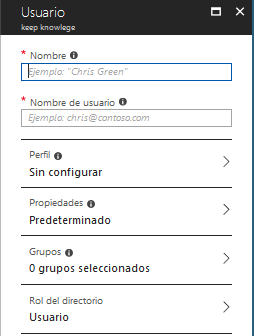 Usuario
keep knowlege
* Nombre
Ejemplo: "Chris Green"
* Nombre de usuario
Ejemplo: chris@contoso.com
Perfil
Sin configurar
Propiedades
Predeterminado
Grupos
0 grupos seleccionados
Rol del directorio
Usuario